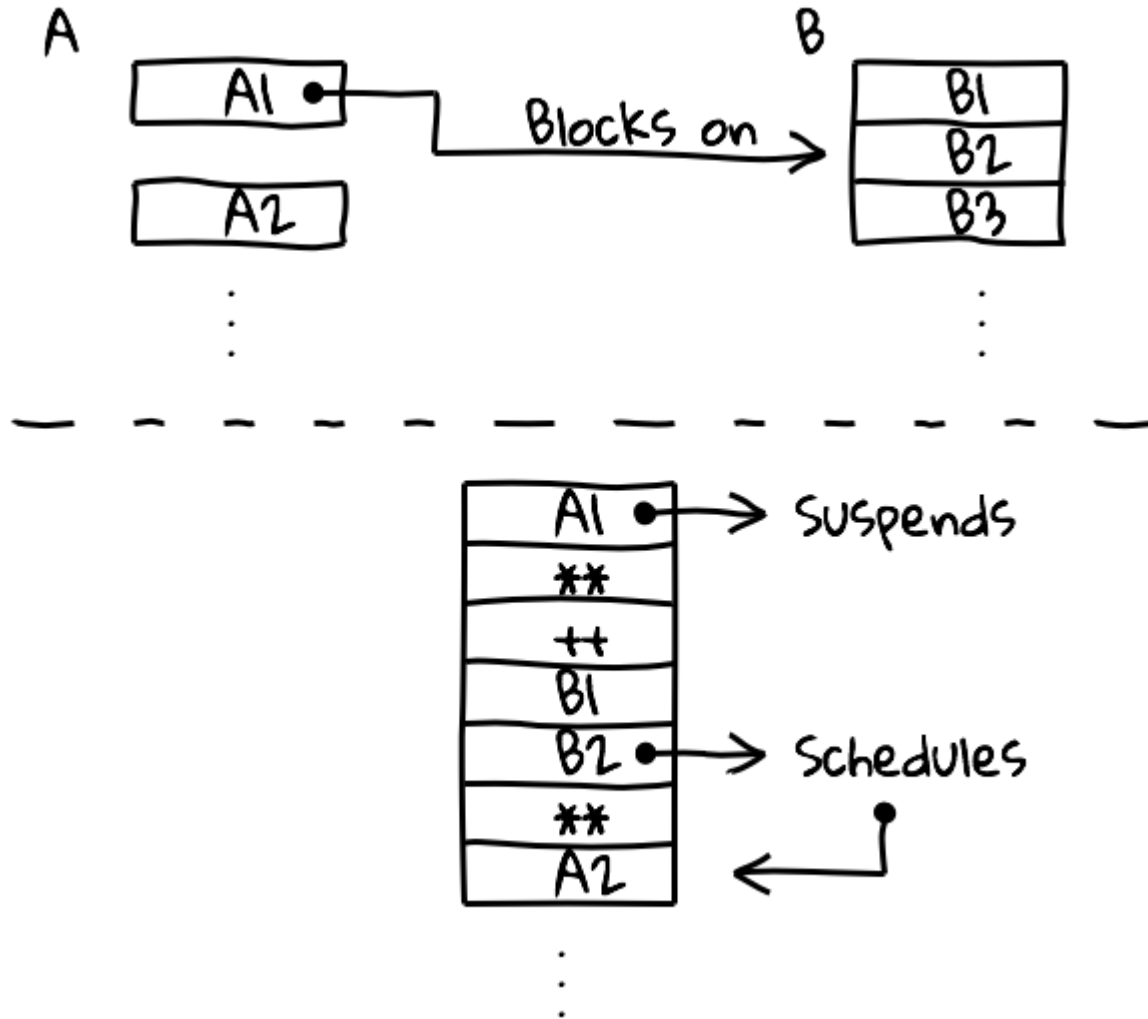 A
B
A1
B1
Blocks on
B2
A2
B3
A1
Suspends
**
++
B1
B2
Schedules
**
A2